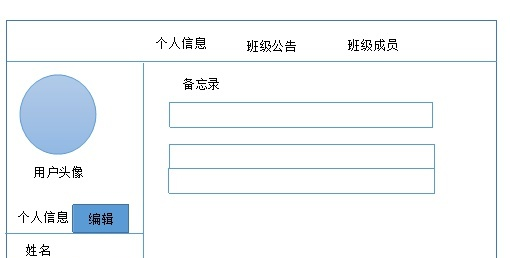 个人信息 班级公告 班级成员
备忘录
用户头像
个人信息 编辑
姓名